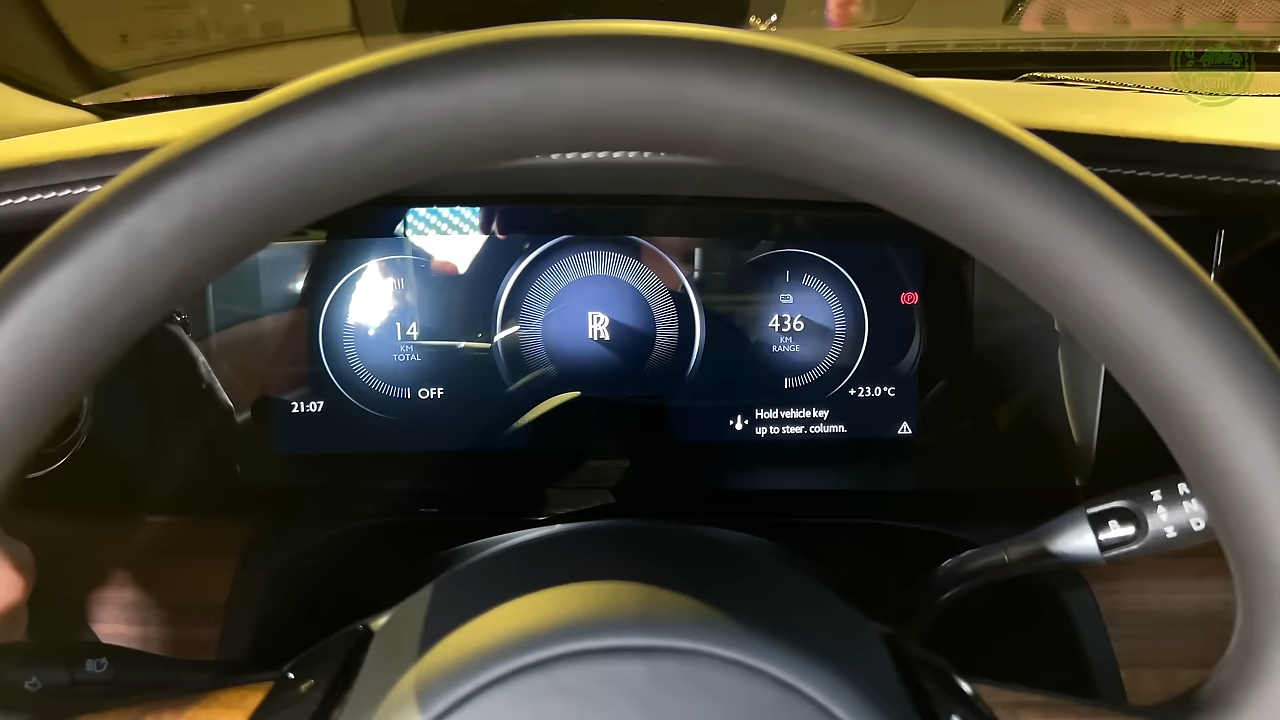 14
KM
TOTAL
OFF
21:07
RR
436
KM
RANGE
+23.0°C
Hold vehicle key
up to steer. column.
P
R
N
D
P